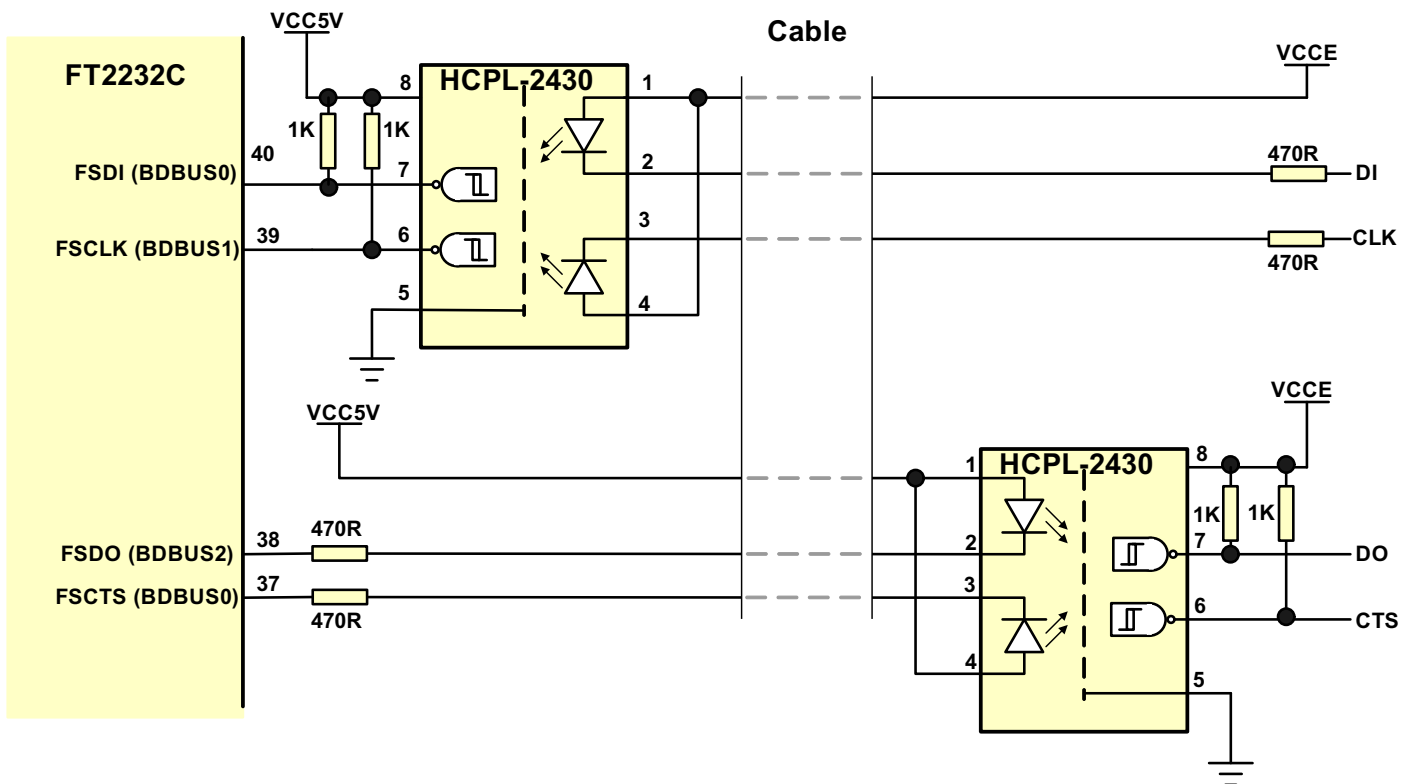 VCC5V
Cable
VCCE
FT2232C
HCPL-2430
8
1
1K
1K
40
7
2
470R
DI
FSDI (BDBUS0)
3
39
6
CLK
FSCLK (BDBUS1)
470R
5
4
VCC5V
VCCE
1
HCPL-2430
8
1K
1K
38
470R
2
7
DO
FSDO (BDBUS2)
37
3
FSCTS (BDBUS0)
470R
6
CTS
4
5